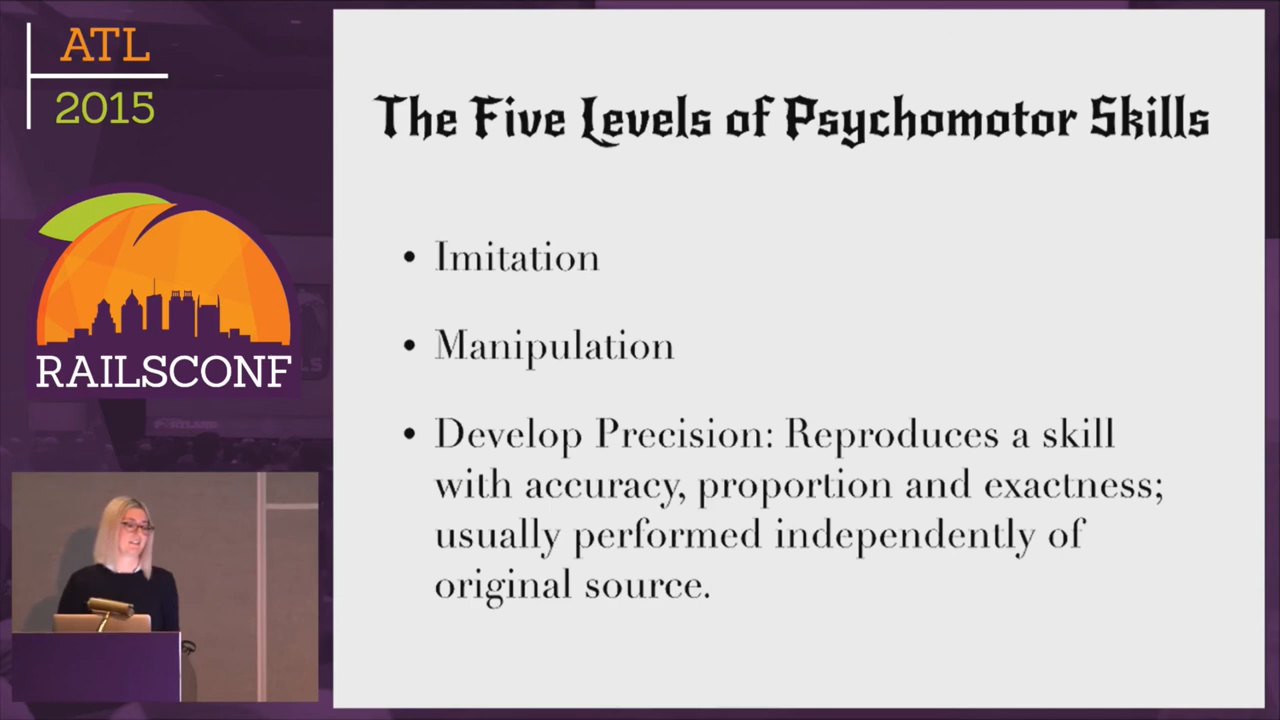 ATL
2015
RAILSCONF
The Five Levels of Psychomotor Skills
• Imitation
• Manipulation
• Develop Precision: Reproduces a skill
with accuracy, proportion and exactness;
usually performed independently of
original source.